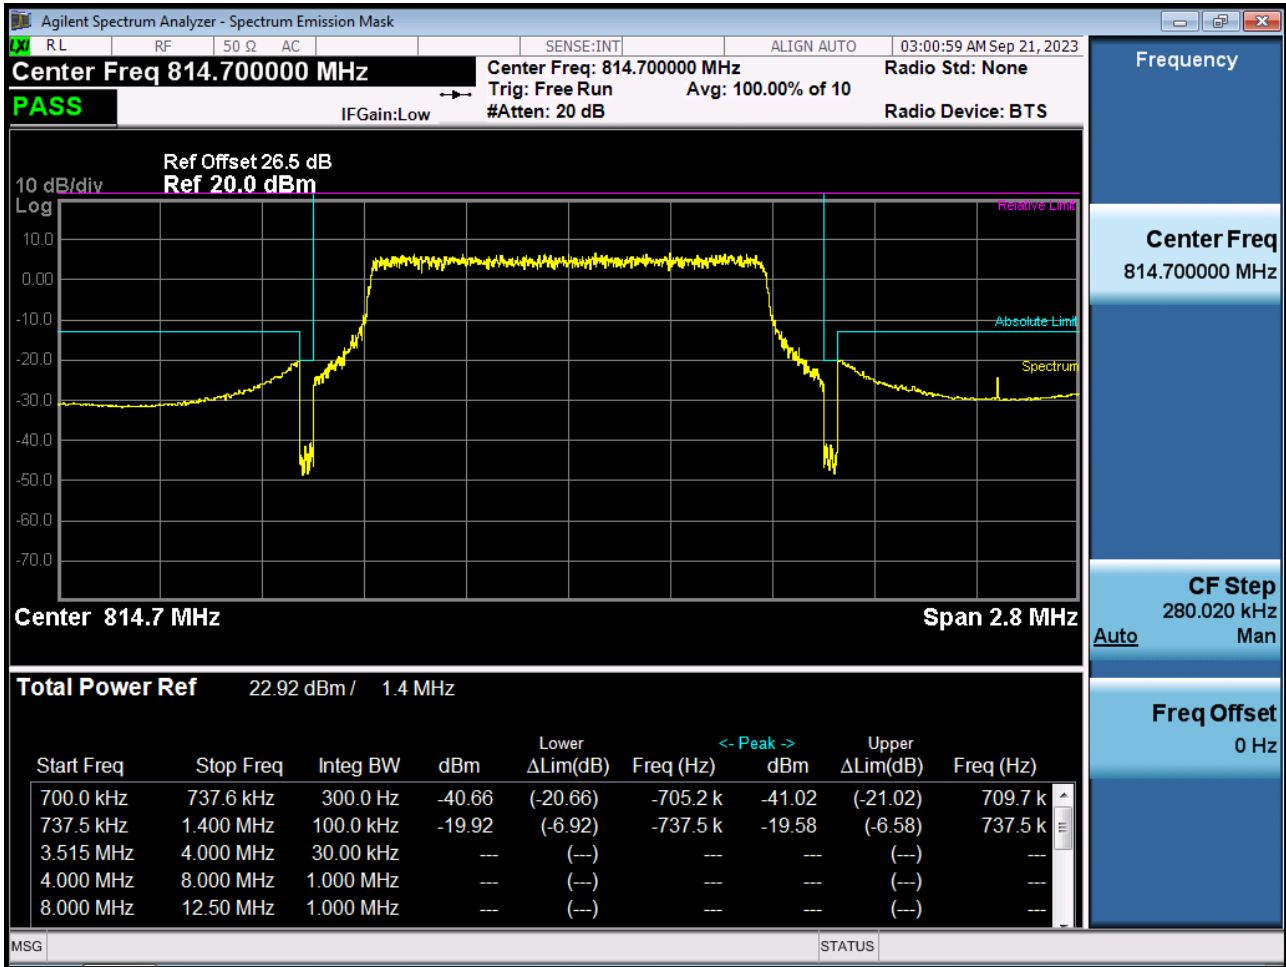 Agilent Spectrum Analyzer - Spectrum Emission Mask
LXI RL RF 50 Ω AC SENSE:INT ALIGN AUTO 03:00:59 AM Sep 21, 2023
Center Freq 814.700000 MHz
PASS
IFGain:Low
Center Freq: 814.700000 MHz
Trig: Free Run Avg: 100.00% of 10
#Atten: 20 dB
Radio Std: None
Radio Device: BTS
Ref Offset 26.5 dB
10 dB/div Ref 20.0 dBm
Log
Relative Limit
10.0
0.00
-10.0
Absolute Limit
-20.0
Spectrum
-30.0
-40.0
-50.0
-60.0
-70.0
Center 814.7 MHz Span 2.8 MHz
Total Power Ref 22.92 dBm / 1.4 MHz
Lower <- Peak -> Upper
Start Freq Stop Freq Integ BW dBm ΔLim(dB) Freq (Hz) dBm ΔLim(dB) Freq (Hz)
700.0 kHz 737.6 kHz 300.0 Hz -40.66 (-20.66) -705.2 k -41.02 (-21.02) 709.7 k
737.5 kHz 1.400 MHz 100.0 kHz -19.92 (-6.92) -737.5 k -19.58 (-6.58) 737.5 k
3.515 MHz 4.000 MHz 30.00 kHz --- (---) --- --- (---) ---
4.000 MHz 8.000 MHz 1.000 MHz --- (---) --- --- (---) ---
8.000 MHz 12.50 MHz 1.000 MHz --- (---) --- --- (---) ---
MSG STATUS
Frequency
Center Freq
814.700000 MHz
CF Step
280.020 kHz
Auto Man
Freq Offset
0 Hz